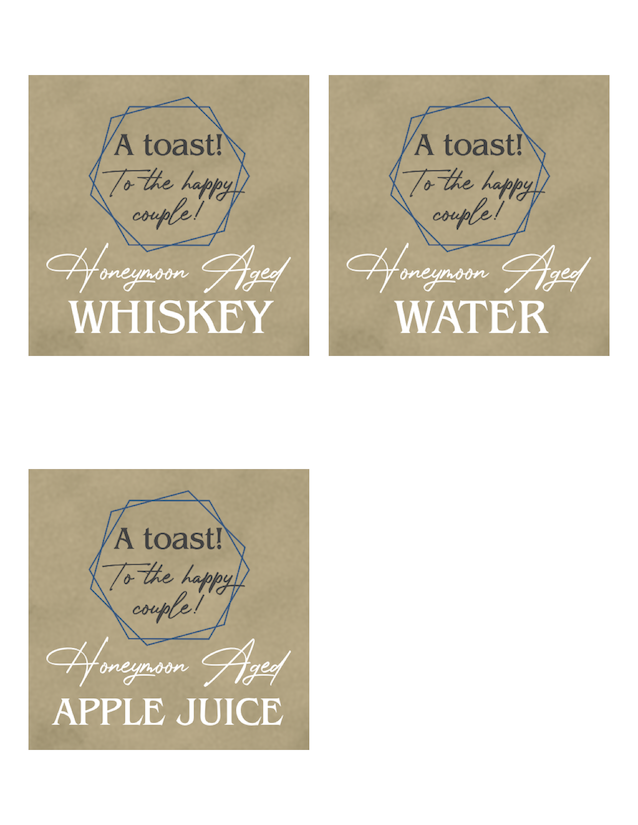 A toast!
To the happy
couple!
Honeymoon Aged
WHISKEY
A toast!
To the happy
couple!
Honeymoon Aged
WATER
A toast!
To the happy
couple!
Honeymoon Aged
APPLE JUICE